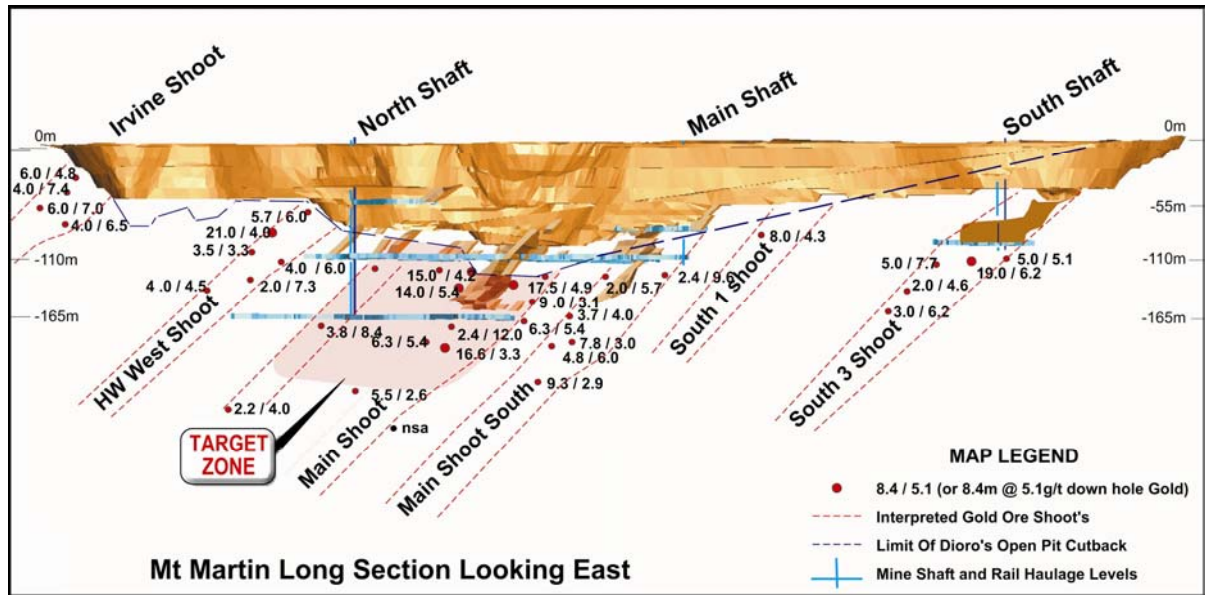 Irvine Shoot
North Shaft
Main Shaft
South Shaft
0m
0m
6.0 / 4.8
4.0 / 7.4
6.0 / 7.0
4.0 / 6.5
-55m
5.7 / 6.0
21.0 / 4.0
3.5 / 3.3
8.0 / 4.3
-110m
-110m
4.0 / 6.0
15.0 / 4.2
14.0 / 5.4
17.5 / 4.9
2.0 / 5.7
2.4 / 9.6
5.0 / 7.7
19.0 / 6.2
5.0 / 5.1
4 .0 / 4.5
2.0 / 7.3
9 .0 / 3.1
3.7 / 4.0
2.0 / 4.6
3.0 / 6.2
-165m
-165m
3.8 / 8.4
6.3 / 5.4
2.4 / 12.0
16.6 / 3.3
6.3 / 5.4
7.8 / 3.0
4.8 / 6.0
9.3 / 2.9
HW West Shoot
South 1 shoot
South 3 Shoot
2.2 / 4.0
5.5 / 2.6
nsa
Main Shoot
Main Shoot South
TARGET
ZONE
MAP LEGEND
8.4 / 5.1 (or 8.4m @ 5.1g/t down hole Gold)
Interpreted Gold Ore Shoot's
Limit Of Dioro's Open Pit Cutback
Mine Shaft and Rail Haulage Levels
Mt Martin Long Section Looking East